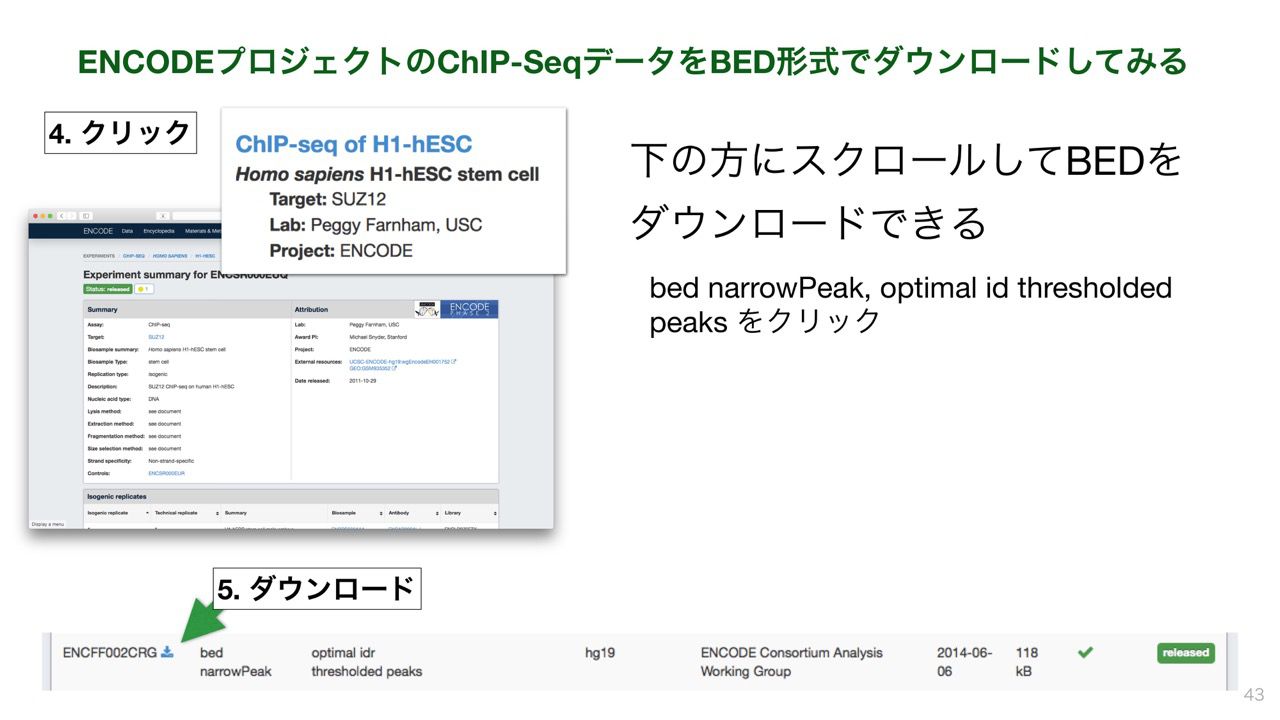 ENCODEプロジェクトのChIP-SeqデータをBED形式でダウンロードしてみる
4. クリック
ChIP-seq of H1-hESC
Homo sapiens H1-hESC stem cell
Target: SUZ12
Lab: Peggy Farnham, USC
Project: ENCODE
下の方にスクロールしてBEDを
ダウンロードできる
bed narrowPeak, optimal id thresholded
peaks をクリック
ENCODE Data Encyclopedia Materials & Met
EXPERIMENTS / CHIP-SEQ / HOMO SAPIENS / H1-HESC
Experiment summary for ENCSR000EUQ
Status: released 1
Summary
Assay: ChIP-seq
Target: SUZ12
Biosample summary: Homo sapiens H1-hESC stem cell
Biosample Type: stem cell
Replication type: isogenic
Description: SUZ12 ChIP-seq on human H1-hESC
Nucleic acid type: DNA
Lysis method: see document
Extraction method: see document
Fragmentation method: see document
Size selection method: see document
Strand specificity: Non-strand-specific
Controls: ENCSR000EUR
Attribution
ENCODE
PHASE 2
Lab: Peggy Farnham, USC
Award PI: Michael Snyder, Stanford
Project: ENCODE
External resources: UCSC-ENCODE-hg19:wgEncodeEH001752
GEO:GSM935352
Date released: 2011-10-29
Isogenic replicates
Isogenic replicate Technical replicate Summary Biosample Antibody Library
Display a menu
5. ダウンロード
ENCFF002CRG bed optimal idr hg19 ENCODE Consortium Analysis 2014-06- 118 released
narrowPeak thresholded peaks Working Group 06 kB
43